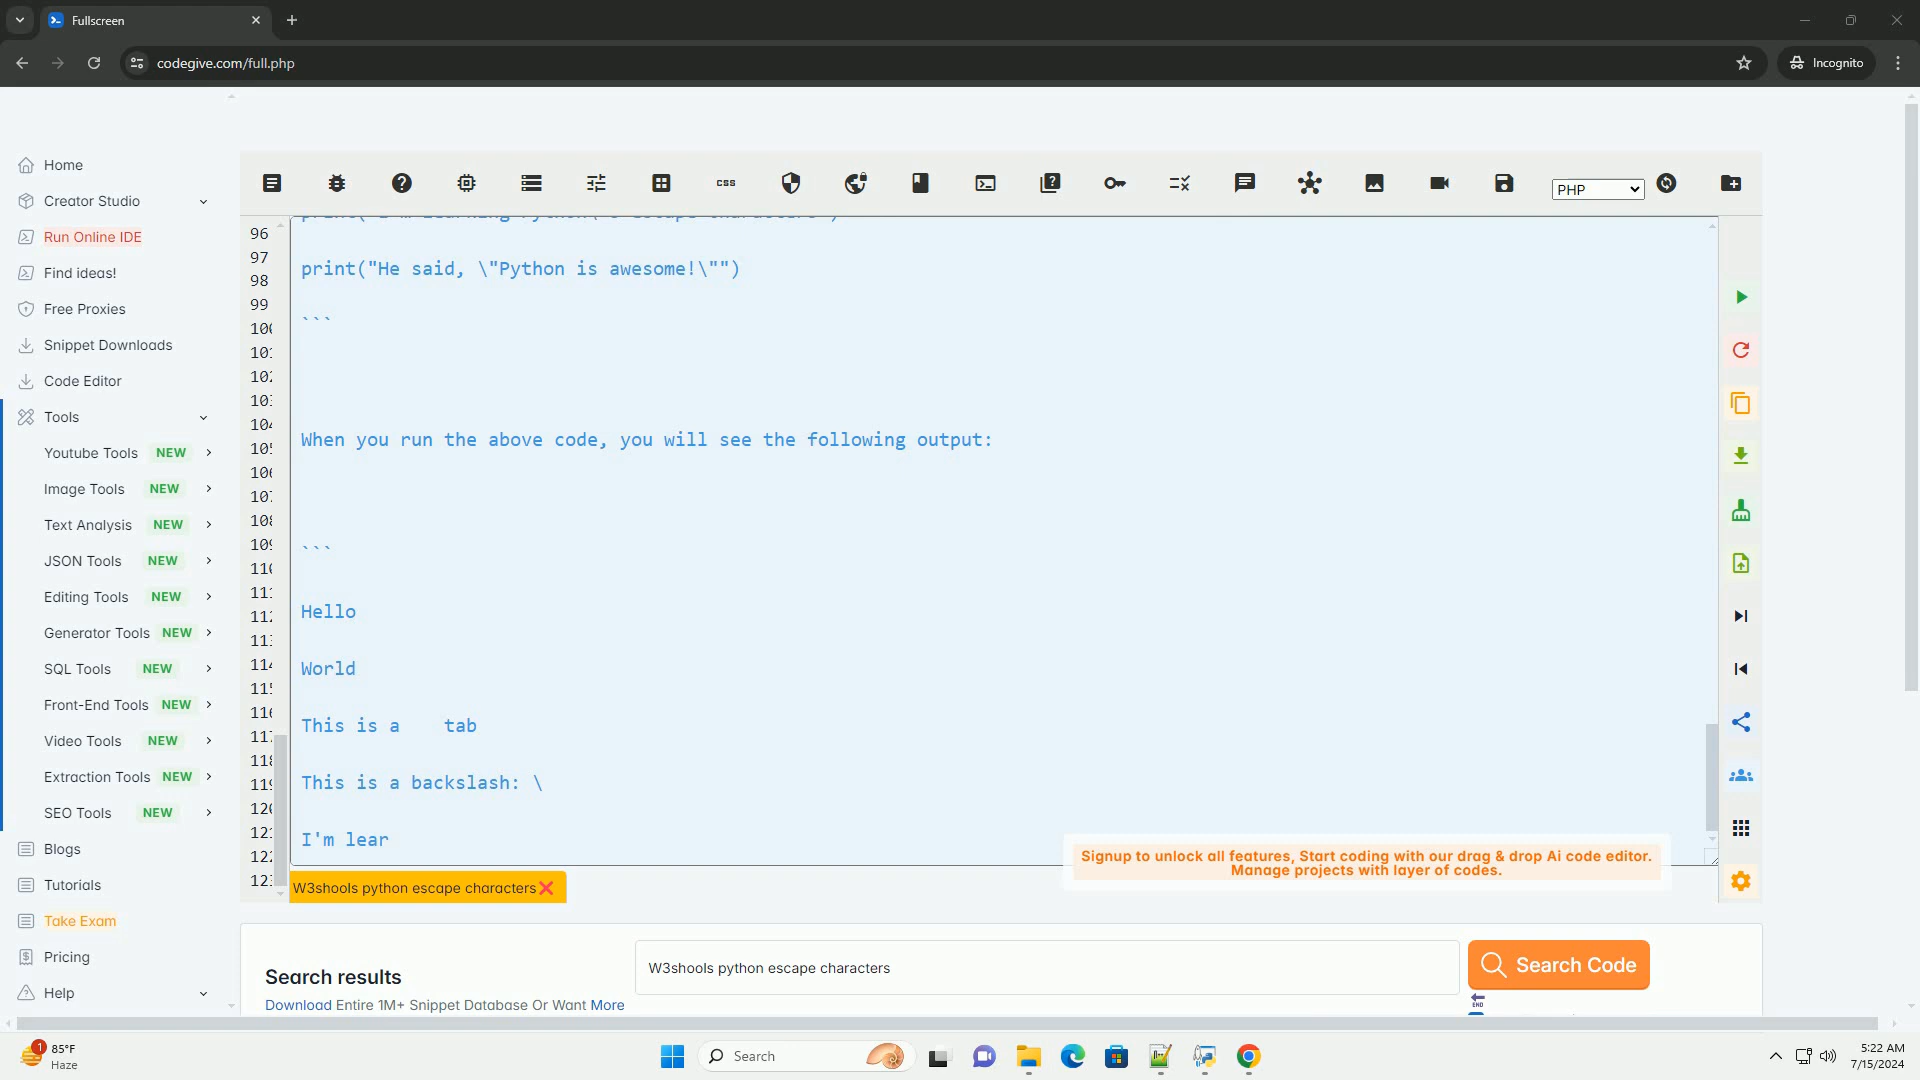 Fullscreen
codegive.com/full.php
Incognito
Home
Creator Studio
Run Online IDE
Find ideas!
Free Proxies
Snippet Downloads
Code Editor
Tools
Youtube Tools NEW
Image Tools NEW
Text Analysis NEW
JSON Tools NEW
Editing Tools NEW
Generator Tools NEW
SQL Tools NEW
Front-End Tools NEW
Video Tools NEW
Extraction Tools NEW
SEO Tools NEW
Blogs
Tutorials
Take Exam
Pricing
Help
css
PHP
96
97
98
99
print("He said, \"Python is awesome!\"")
```
When you run the above code, you will see the following output:
```
Hello
World
This is a    tab
This is a backslash: \
I'm lear
Signup to unlock all features, Start coding with our drag & drop Ai code editor.
Manage projects with layer of codes.
W3shools python escape characters
Search results
Download Entire 1M+ Snippet Database Or Want More
W3shools python escape characters
Search Code
END
1
85°F
Haze
Search
5:22 AM
7/15/2024